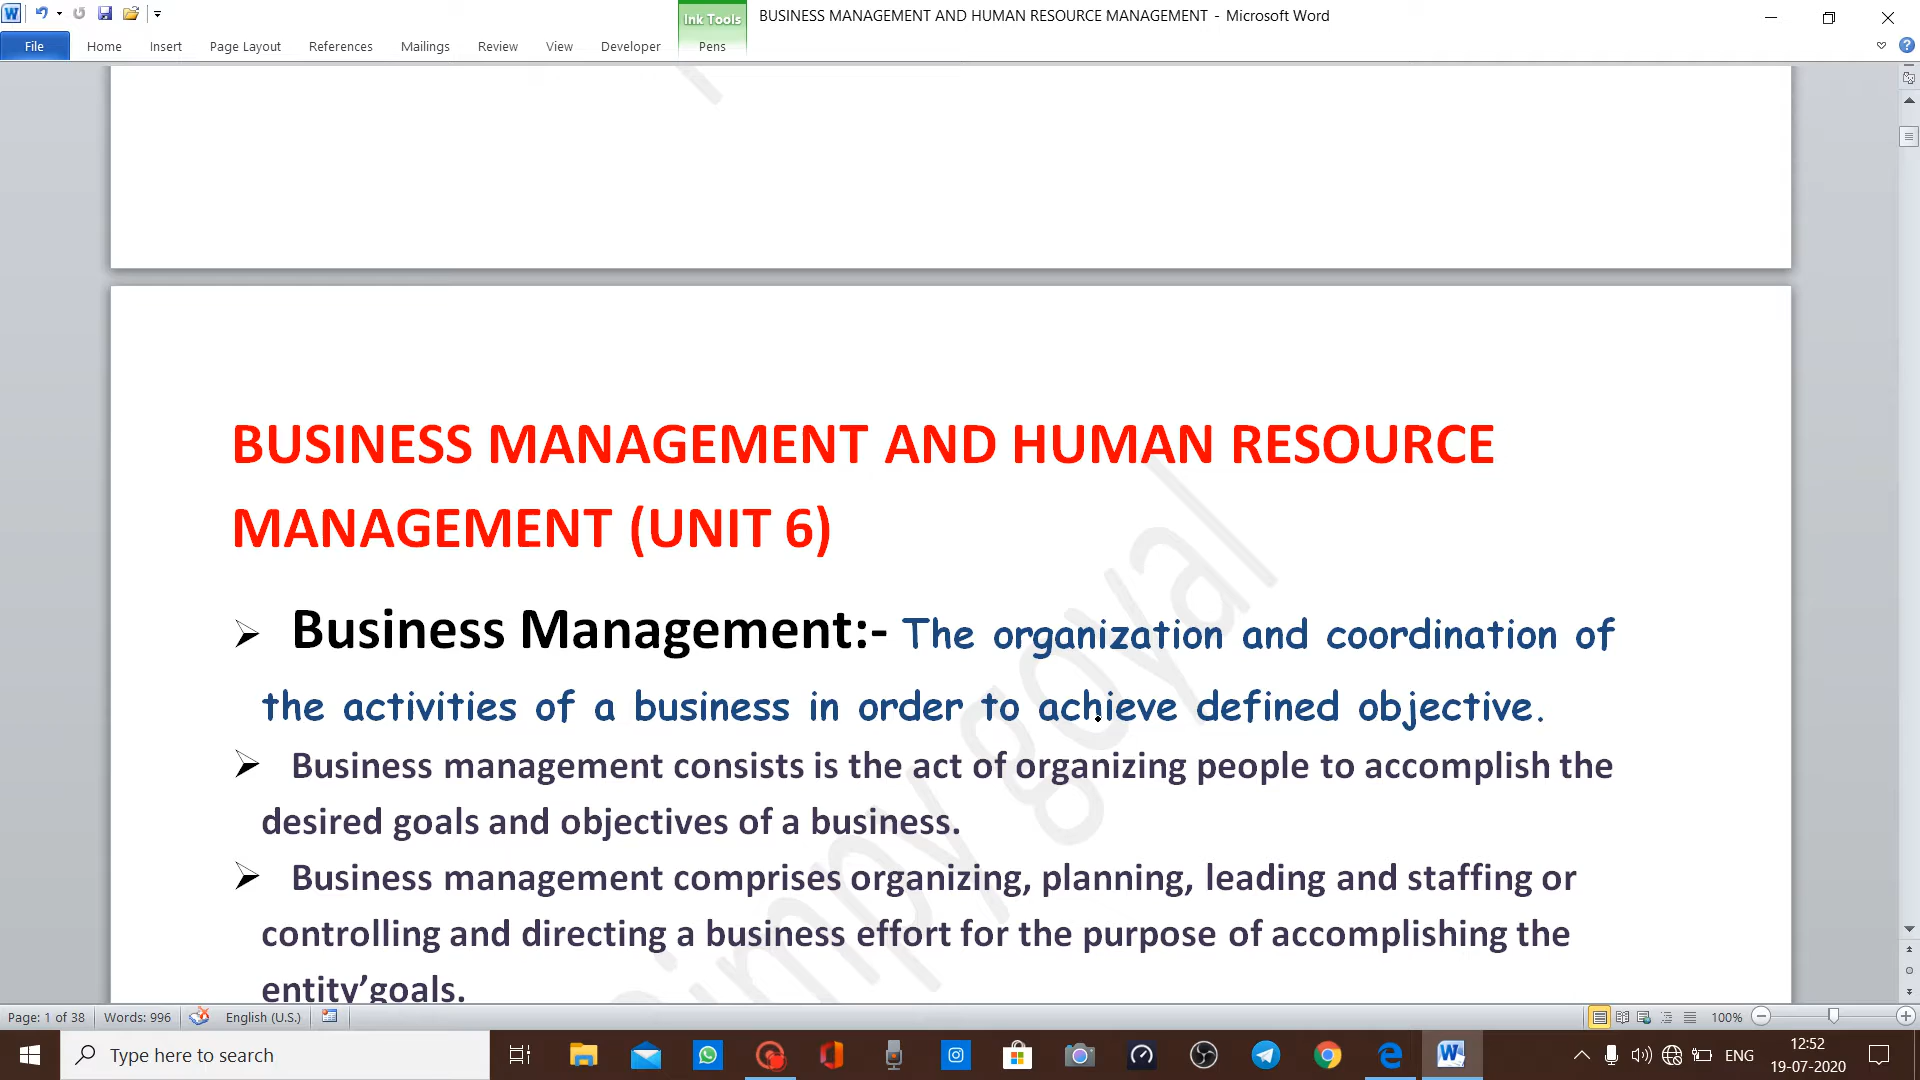 BUSINESS MANAGEMENT AND HUMAN RESOURCE MANAGEMENT - Microsoft Word
Ink Tools
File Home Insert Page Layout References Mailings Review View Developer Pens
BUSINESS MANAGEMENT AND HUMAN RESOURCE
MANAGEMENT (UNIT 6)
➢ Business Management:- The organization and coordination of
the activities of a business in order to achieve defined objective.
➢ Business management consists is the act of organizing people to accomplish the
desired goals and objectives of a business.
➢ Business management comprises organizing, planning, leading and staffing or
controlling and directing a business effort for the purpose of accomplishing the
entity’goals.
goyal
Page: 1 of 38 Words: 996 English (U.S.) 100%
Type here to search
ENG
12:52
19-07-2020